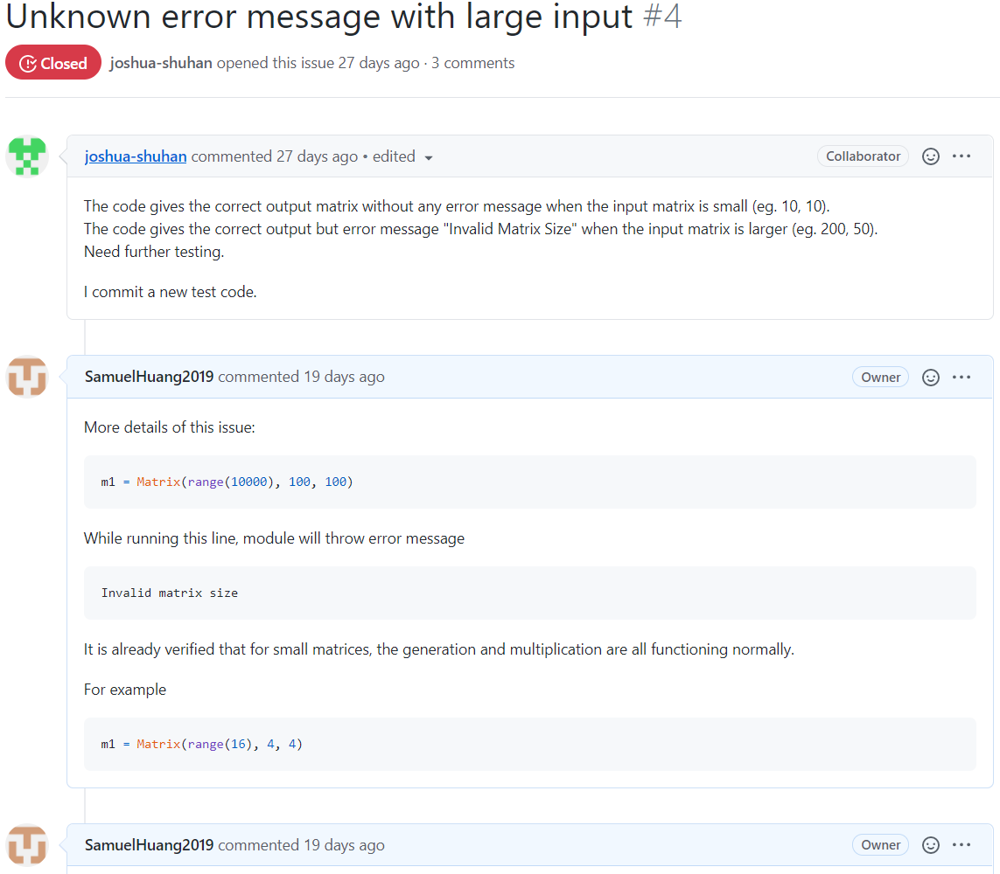 Unknown error message with large input #4
Closed joshua-shuhan opened this issue 27 days ago · 3 comments
joshua-shuhan commented 27 days ago • edited Collaborator
The code gives the correct output matrix without any error message when the input matrix is small (eg. 10, 10).
The code gives the correct output but error message "Invalid Matrix Size" when the input matrix is larger (eg. 200, 50).
Need further testing.
I commit a new test code.
SamuelHuang2019 commented 19 days ago Owner
More details of this issue:
m1 = Matrix(range(10000), 100, 100)
While running this line, module will throw error message
Invalid matrix size
It is already verified that for small matrices, the generation and multiplication are all functioning normally.
For example
m1 = Matrix(range(16), 4, 4)
SamuelHuang2019 commented 19 days ago Owner